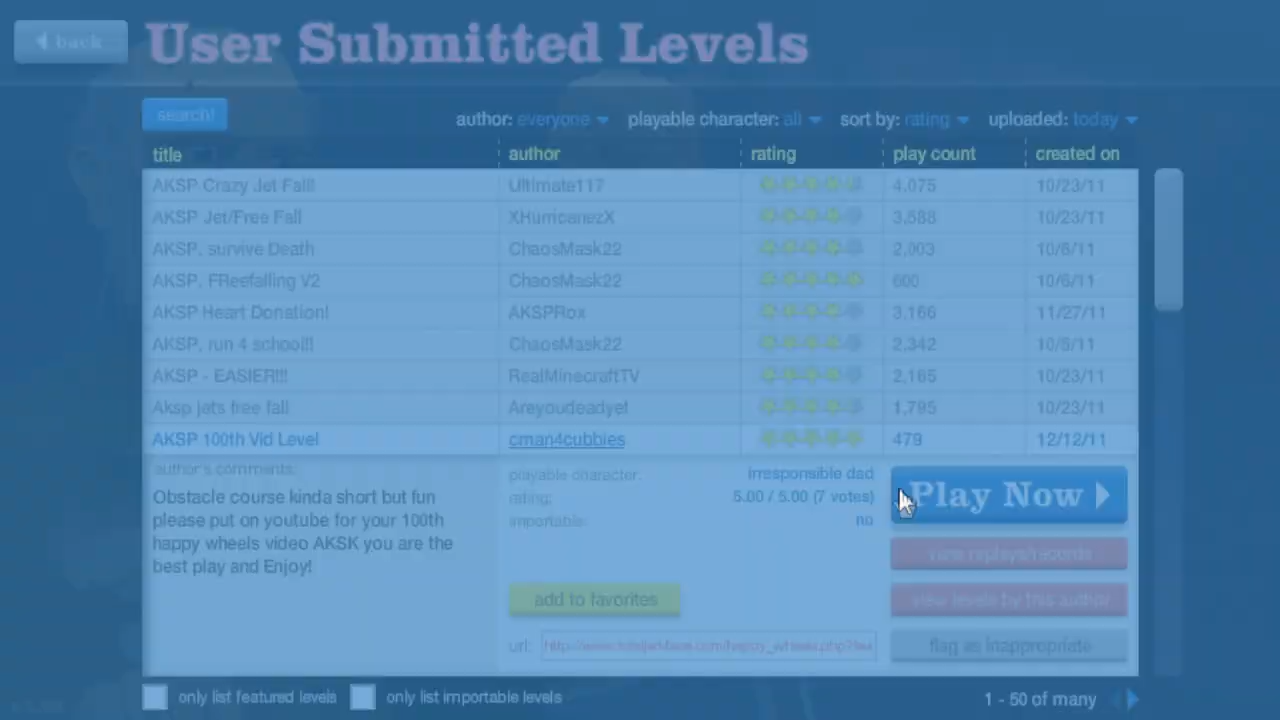 back
User Submitted Levels
search!
author: everyone playable character: all sort by: rating uploaded: today
title author rating play count created on
AKSP Crazy Jet Fall! Ultimate117 4,075 10/23/11
AKSP Jet/Free Fall XHurricanezX 3,588 10/23/11
AKSP. survive Death ChaosMask22 2,003 10/6/11
AKSP. FReefalling V2 ChaosMask22 600 10/6/11
AKSP Heart Donation! AKSPRox 3,166 11/27/11
AKSP. run 4 school!! ChaosMask22 2,342 10/5/11
AKSP - EASIER!!! RealMinecraftTV 2,165 10/23/11
Aksp jets free fall Areyoudeadyet 1,795 10/23/11
AKSP 100th Vid Level cman4cubbies 479 12/12/11
author's comments:
Obstacle course kinda short but fun
please put on youtube for your 100th
happy wheels video AKSK you are the
best play and Enjoy!
playable character: irresponsible dad
rating: 5.00 / 5.00 (7 votes)
importable: no
add to favorites
url:
Play Now
view replays/records
view levels by this author
flag as inappropriate
only list featured levels only list importable levels
1 - 50 of many